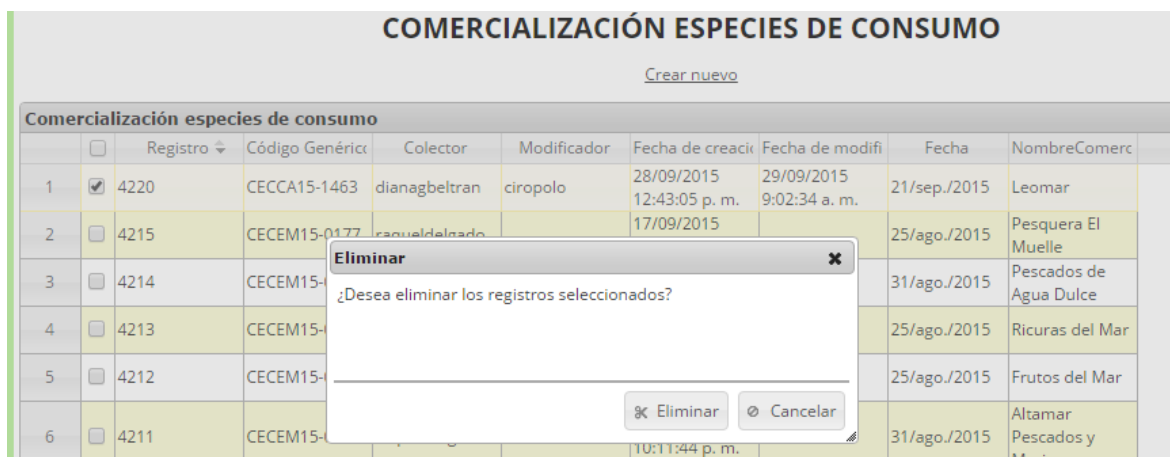 COMERCIALIZACIÓN ESPECIES DE CONSUMO
Crear nuevo
Comercialización especies de consumo
Registro Código Genérico Colector Modificador Fecha de creació Fecha de modifi Fecha NombreComerc
1 4220 CECCA15-1463 dianagbeltran ciropolo 28/09/2015 12:43:05 p. m. 29/09/2015 9:02:34 a. m. 21/sep./2015 Leomar
2 4215 CECEM15-0177 raqueldelgado 17/09/2015 25/ago./2015 Pesquera El Muelle
3 4214 CECEM15- 31/ago./2015 Pescados de Agua Dulce
4 4213 CECEM15- 25/ago./2015 Ricuras del Mar
5 4212 CECEM15- 25/ago./2015 Frutos del Mar
6 4211 CECEM15- 10:11:44 p. m. 31/ago./2015 Altamar Pescados y
Eliminar
¿Desea eliminar los registros seleccionados?
Eliminar Cancelar